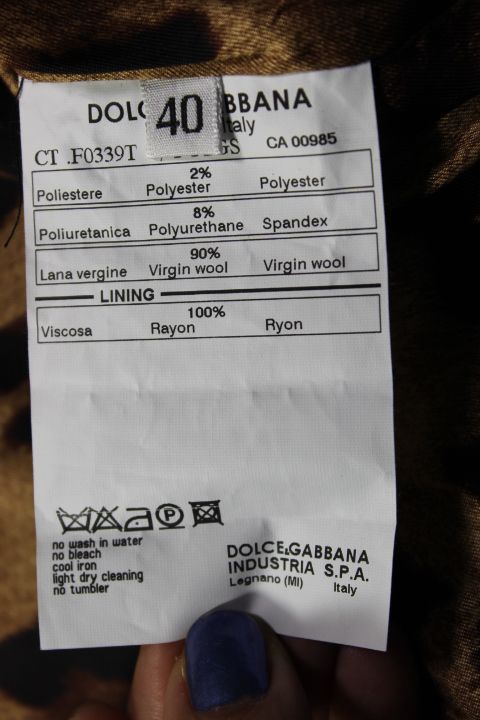 DOLC
BBANA
40
Italy
CT .F0339T GS CA 00985
2%
Poliestere Polyester Polyester
8%
Poliuretanica Polyurethane Spandex
90%
Lana vergine Virgin wool Virgin wool
LINING
100%
Viscosa Rayon Ryon
P
no wash in water
no bleach
cool iron
light dry cleaning
no tumbler
DOLCE&GABBANA
INDUSTRIA S.P.A.
Legnano (MI) Italy